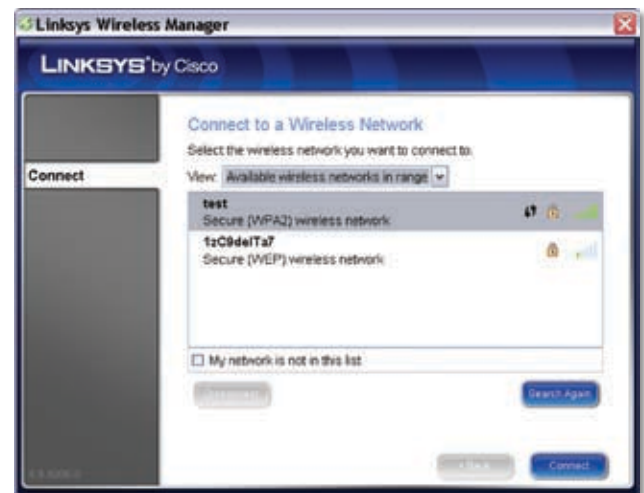 Linksys Wireless Manager
LINKSYS by Cisco
Connect to a Wireless Network
Select the wireless network you want to connect to.
Connect
View: Available wireless networks in range
test
Secure (WPA2) wireless network
Secure (WEP) wireless network
My network is not in this list
Search Again
Connect